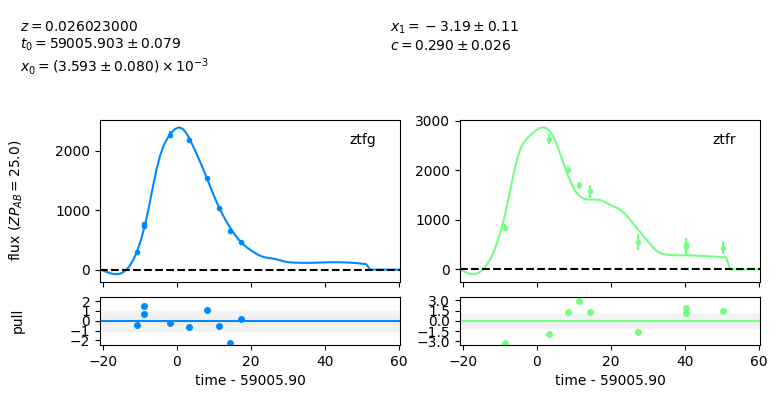 z = 0.026023000
t₀ = 59005.903 ± 0.079
x₀ = (3.593 ± 0.080) × 10⁻³
x₁ = −3.19 ± 0.11
c = 0.290 ± 0.026
flux (ZP_AB = 25.0)
ztfg
2000
1000
0
ztfr
3000
2000
1000
0
pull
2
1
0
−1
−2
−20 0 20 40 60
time - 59005.90
3.0
1.5
0.0
−1.5
−3.0
−20 0 20 40 60
time - 59005.90